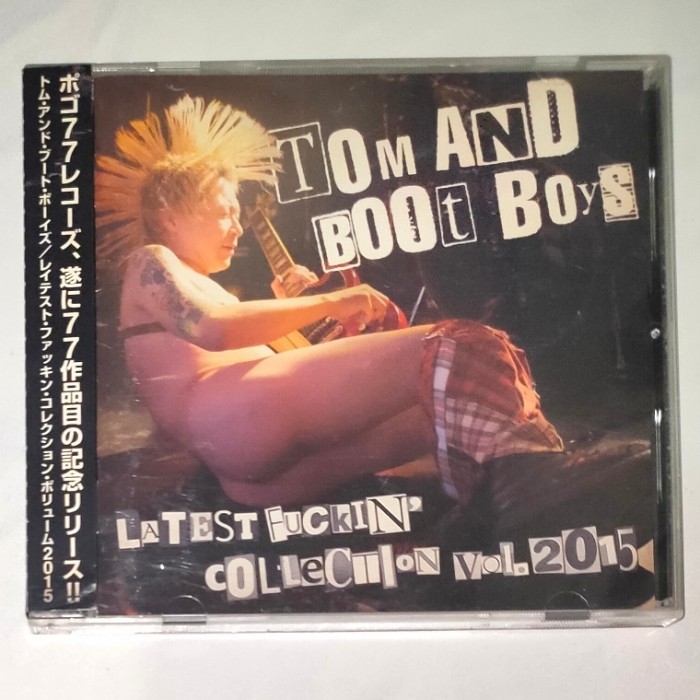 ポゴ77レコーズ、遂に77作品目の記念リリース!!
トム・アンド・ブート・ボーイズ/レイテスト・ファッキン・コレクション・ボリューム2015
TOM AND
BOOt BOyS
LATEST FUCKIN'
COLLeCTION VOL. 2015